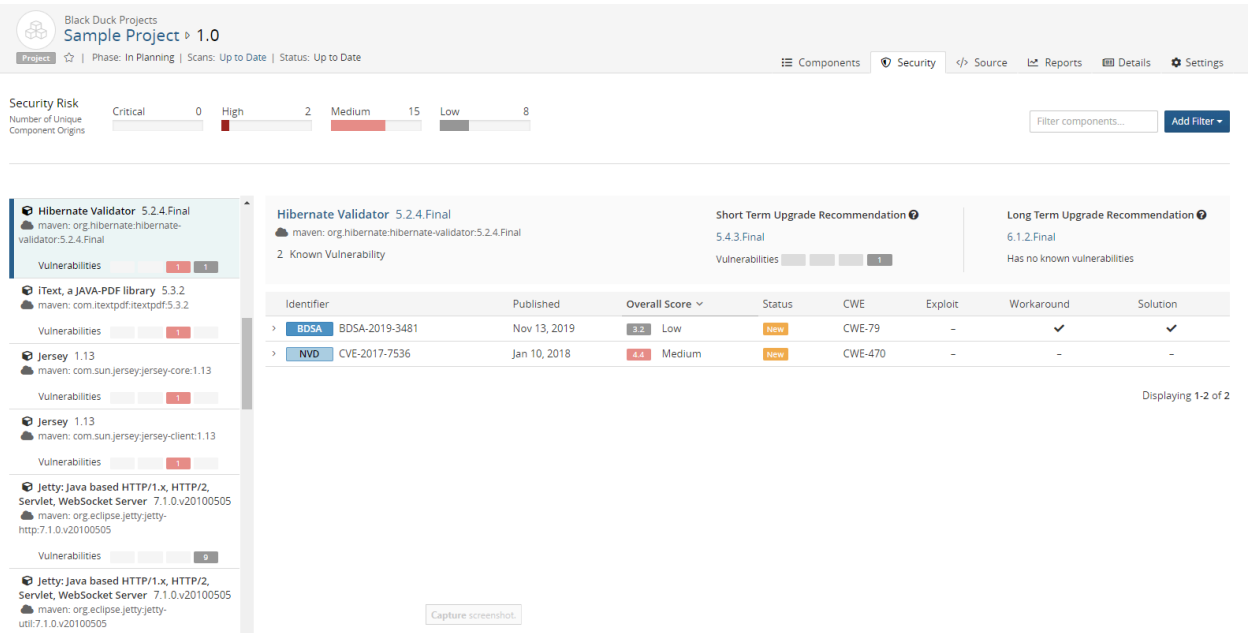 Black Duck Projects
Sample Project 1.0
Project | Phase: In Planning | Scans: Up to Date | Status: Up to Date
Components Security </> Source Reports Details Settings
Security Risk
Number of Unique
Component Origins
Critical 0 High 2 Medium 15 Low 8
Filter components... Add Filter
Hibernate Validator 5.2.4.Final
maven: org.hibernate:hibernate-
validator:5.2.4.Final
Vulnerabilities 1 1
iText, a JAVA-PDF library 5.3.2
maven: com.itextpdf:itextpdf:5.3.2
Vulnerabilities 1
Jersey 1.13
maven: com.sun.jersey:jersey-core:1.13
Vulnerabilities 1
Jersey 1.13
maven: com.sun.jersey:jersey-client:1.13
Vulnerabilities 1
Jetty: Java based HTTP/1.x, HTTP/2,
Servlet, WebSocket Server 7.1.0.v20100505
maven: org.eclipse.jetty:jetty-
http:7.1.0.v20100505
Vulnerabilities 9
Jetty: Java based HTTP/1.x, HTTP/2,
Servlet, WebSocket Server 7.1.0.v20100505
maven: org.eclipse.jetty:jetty-
util:7.1.0.v20100505
Hibernate Validator 5.2.4.Final
maven: org.hibernate:hibernate-validator:5.2.4.Final
2 Known Vulnerability
Short Term Upgrade Recommendation ?
5.4.3.Final
Vulnerabilities 1
Long Term Upgrade Recommendation ?
6.1.2.Final
Has no known vulnerabilities
Identifier Published Overall Score Status CWE Exploit Workaround Solution
BDSA BDSA-2019-3481 Nov 13, 2019 3.2 Low New CWE-79 –
NVD CVE-2017-7536 Jan 10, 2018 4.4 Medium New CWE-470 – – –
Displaying 1-2 of 2
Capture screenshot.